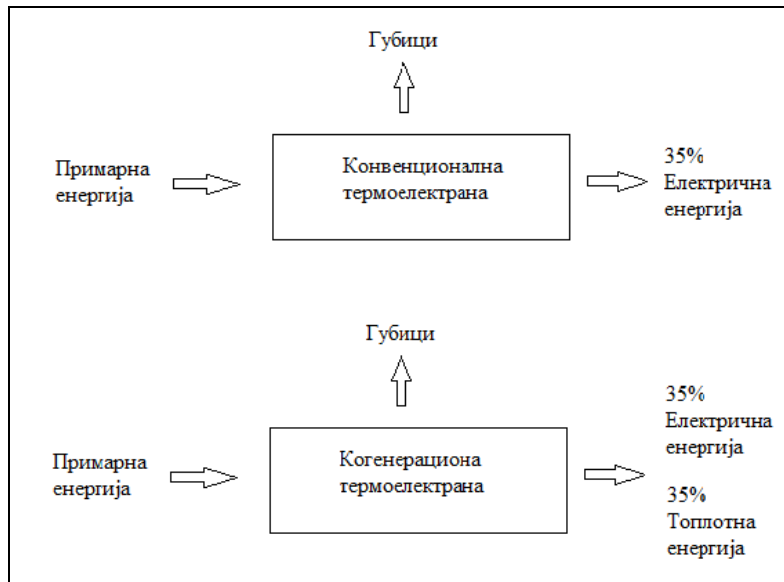 Губици
Примарна
енергија
Конвенционална
термоелектрана
35%
Електрична
енергија
Губици
Примарна
енергија
Когенерациона
термоелектрана
35%
Електрична
енергија
35%
Топлотна
енергија